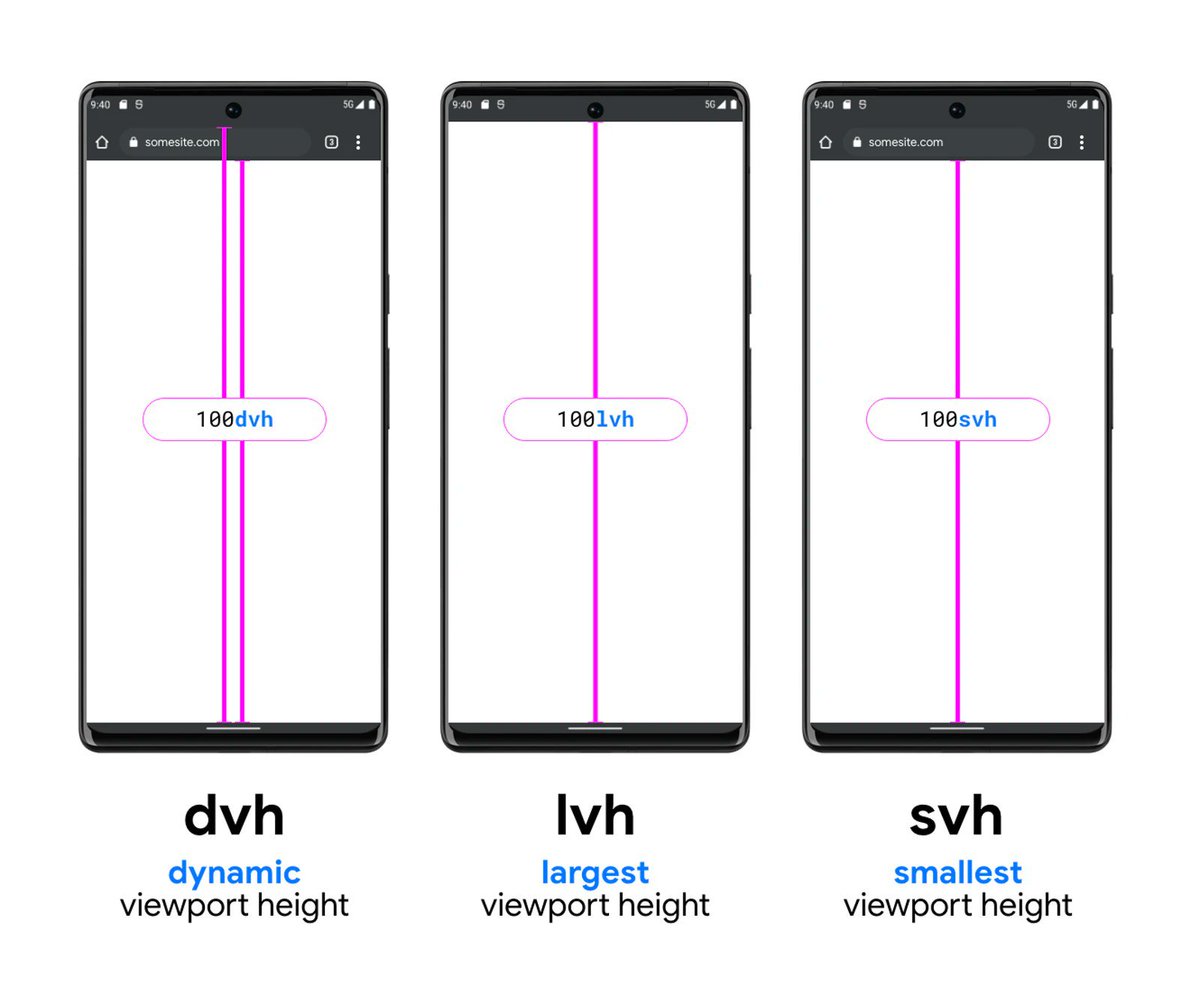 9:40
5G
somesite.com
3
100dvh
dvh
dynamic
viewport height
9:40
5G
100lvh
lvh
largest
viewport height
9:40
5G
somesite.com
3
100svh
svh
smallest
viewport height